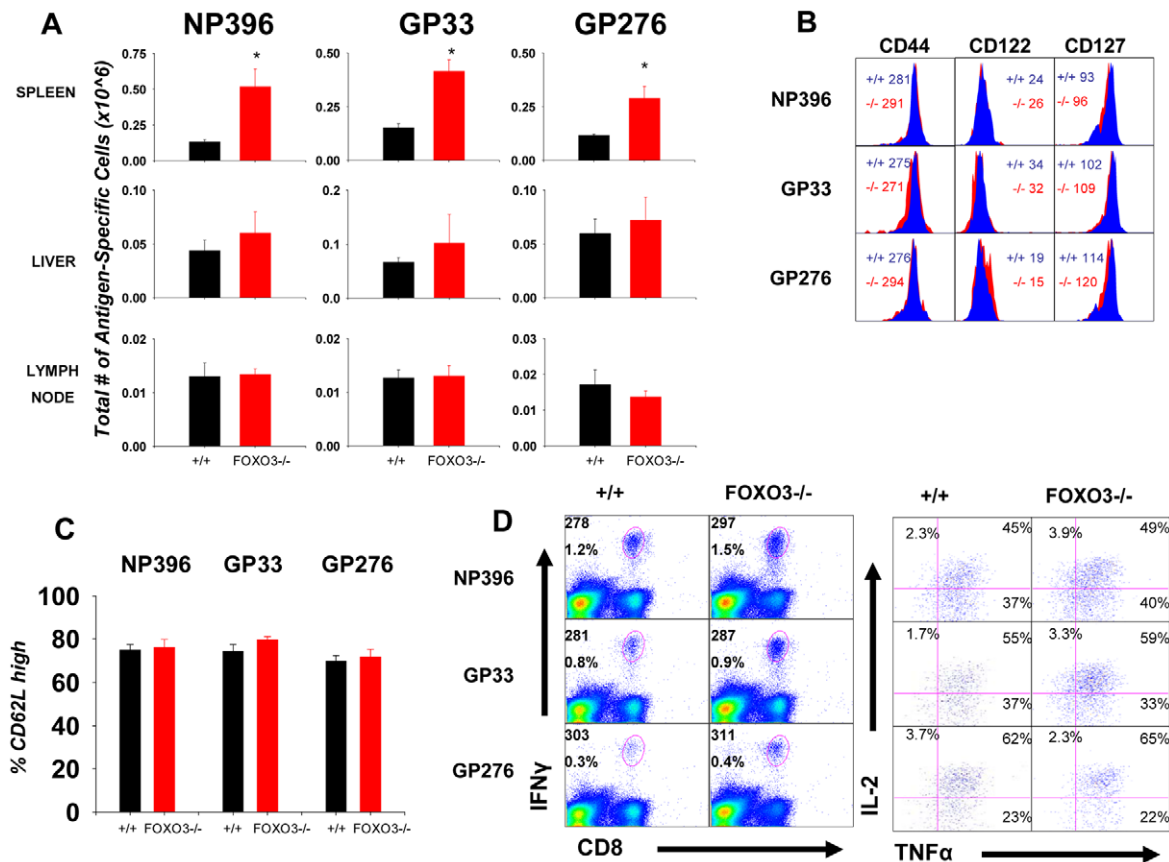 A
NP396 GP33 GP276
Total # of Antigen-Specific Cells (x10^6)
SPLEEN
0.75 0.50 0.50
*  *  *
0.50
0.25 0.25
0.25
0.00 0.00 0.00
LIVER
0.10 0.2 0.10
0.05 0.1 0.05
0.00 0.0 0.00
LYMPH
NODE
0.02 0.02 0.03
0.02
0.01 0.01
0.01
0.00 0.00 0.00
+/+ FOXO3-/- +/+ FOXO3-/- +/+ FOXO3-/-
B
CD44 CD122 CD127
NP396
+/+ 281 +/+ 24 +/+ 93
-/- 291 -/- 26 -/- 96
GP33
+/+ 275 +/+ 34 +/+ 102
-/- 271 -/- 32 -/- 109
GP276
+/+ 276 +/+ 19 +/+ 114
-/- 294 -/- 15 -/- 120
C
NP396 GP33 GP276
% CD62L high
100
80
60
40
20
0
+/+ FOXO3-/- +/+ FOXO3-/- +/+ FOXO3-/-
D
+/+ FOXO3-/-
NP396
278 297
1.2% 1.5%
GP33
281 287
0.8% 0.9%
GP276
303 311
0.3% 0.4%
IFNγ
CD8
+/+ FOXO3-/-
2.3% 45% 3.9% 49%
37% 40%
1.7% 55% 3.3% 59%
37% 33%
3.7% 62% 2.3% 65%
23% 22%
IL-2
TNFα